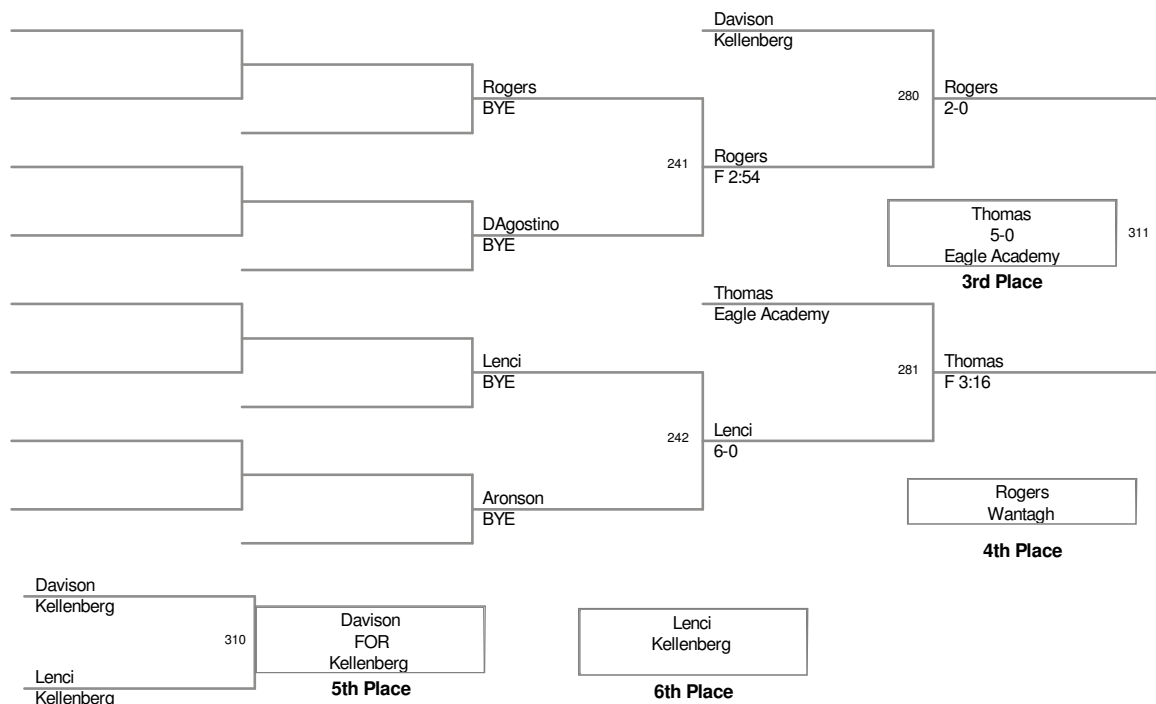 Davison
Kellenberg
Rogers
BYE
280
Rogers
2-0
241
Rogers
F 2:54
DAgostino
BYE
Thomas
5-0
Eagle Academy
311
3rd Place
Thomas
Eagle Academy
Lenci
BYE
281
Thomas
F 3:16
242
Lenci
6-0
Aronson
BYE
Rogers
Wantagh
4th Place
Davison
Kellenberg
310
Lenci
Kellenberg
Davison
FOR
Kellenberg
5th Place
Lenci
Kellenberg
6th Place